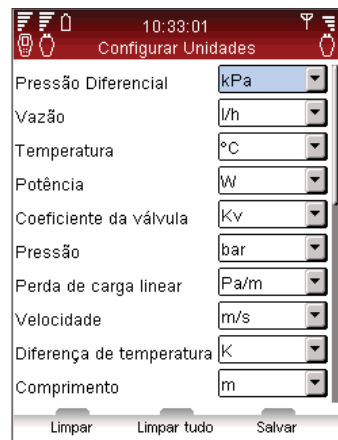 10:33:01
Configurar Unidades
Pressão Diferencial kPa
Vazão l/h
Temperatura °C
Potência W
Coeficiente da válvula Kv
Pressão bar
Perda de carga linear Pa/m
Velocidade m/s
Diferença de temperatura K
Comprimento m
Limpar Limpar tudo Salvar